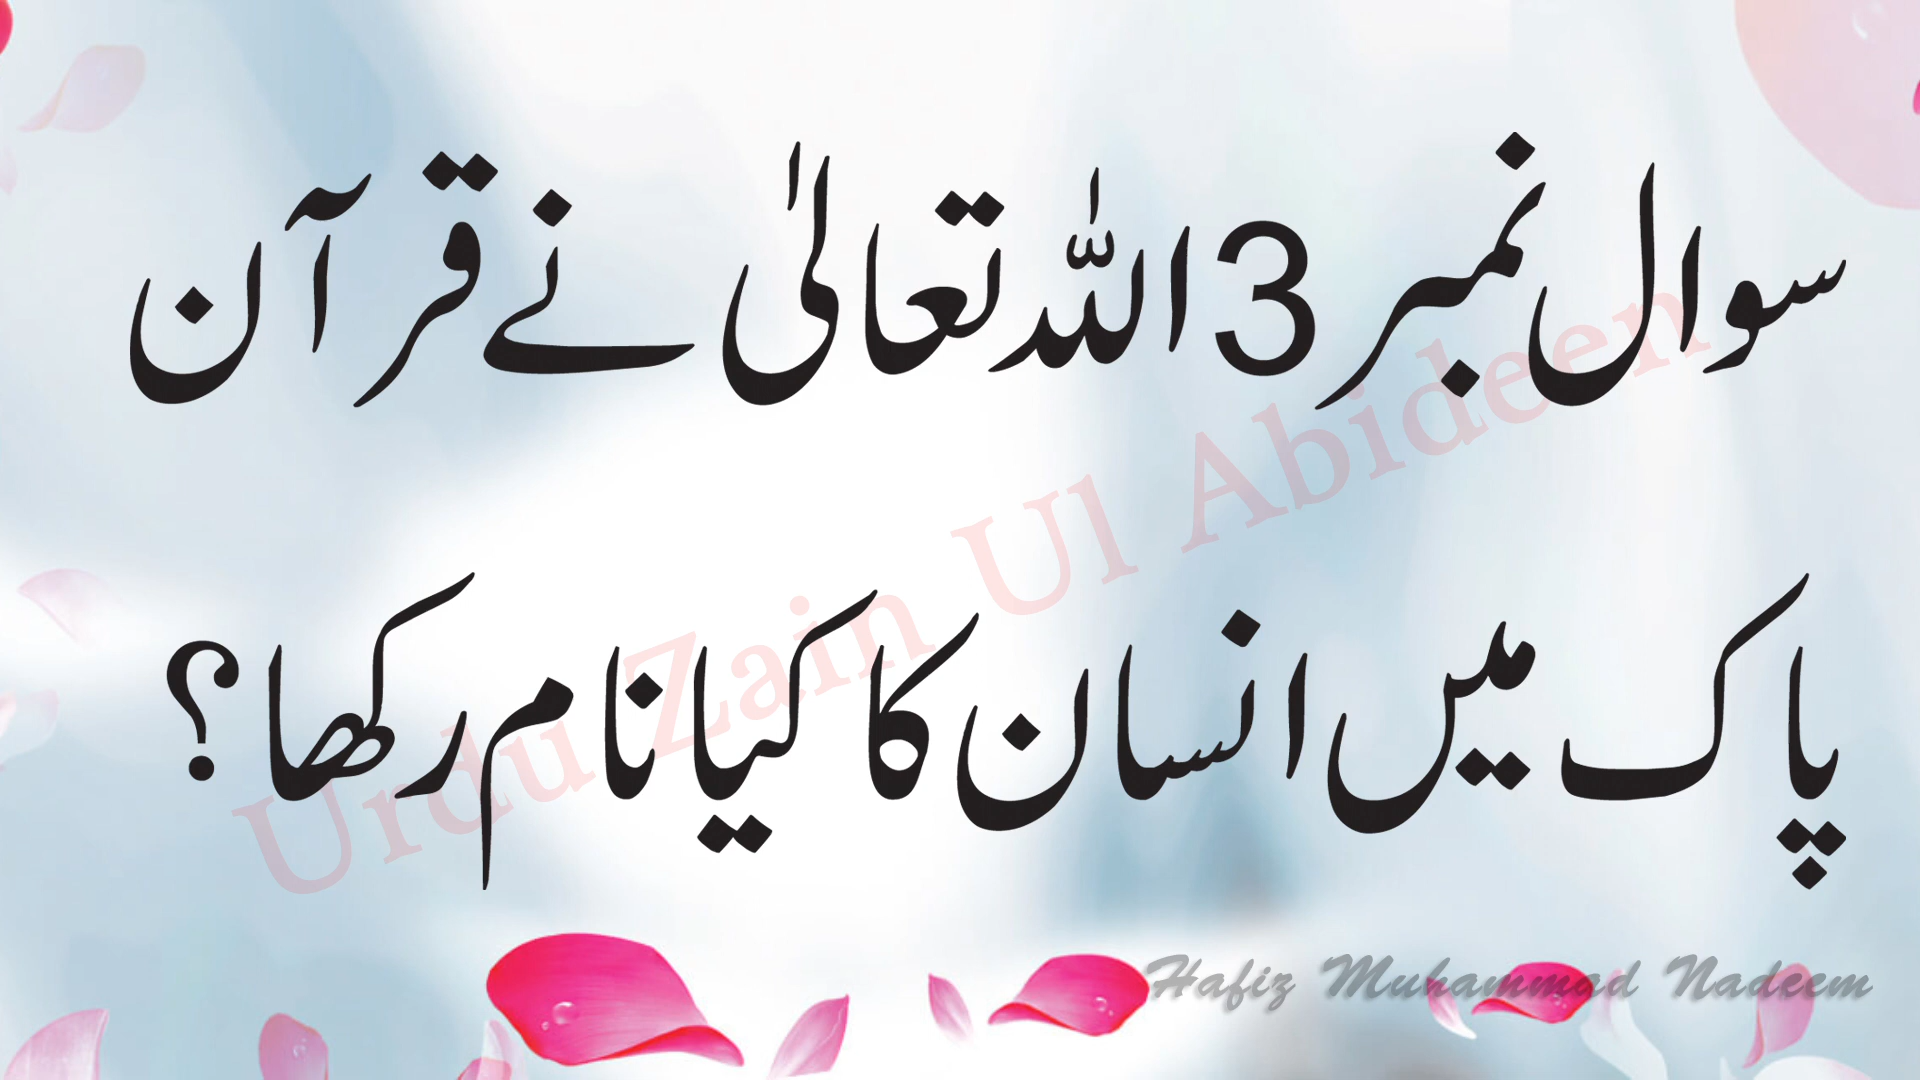 سوال نمبر 3 اللہ تعالیٰ نے قرآن
پاک میں انسان کا کیا نام رکھا؟
Urdu Zain Ul Abideen
Hafiz Muhammad Nadeem